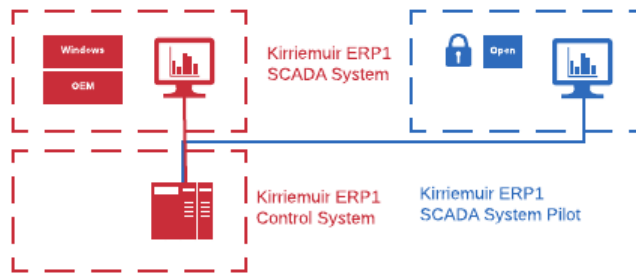 Windows
OEM
Kirriemuir ERP1
SCADA System
Open
Kirriemuir ERP1
Control System
Kirriemuir ERP1
SCADA System Pilot